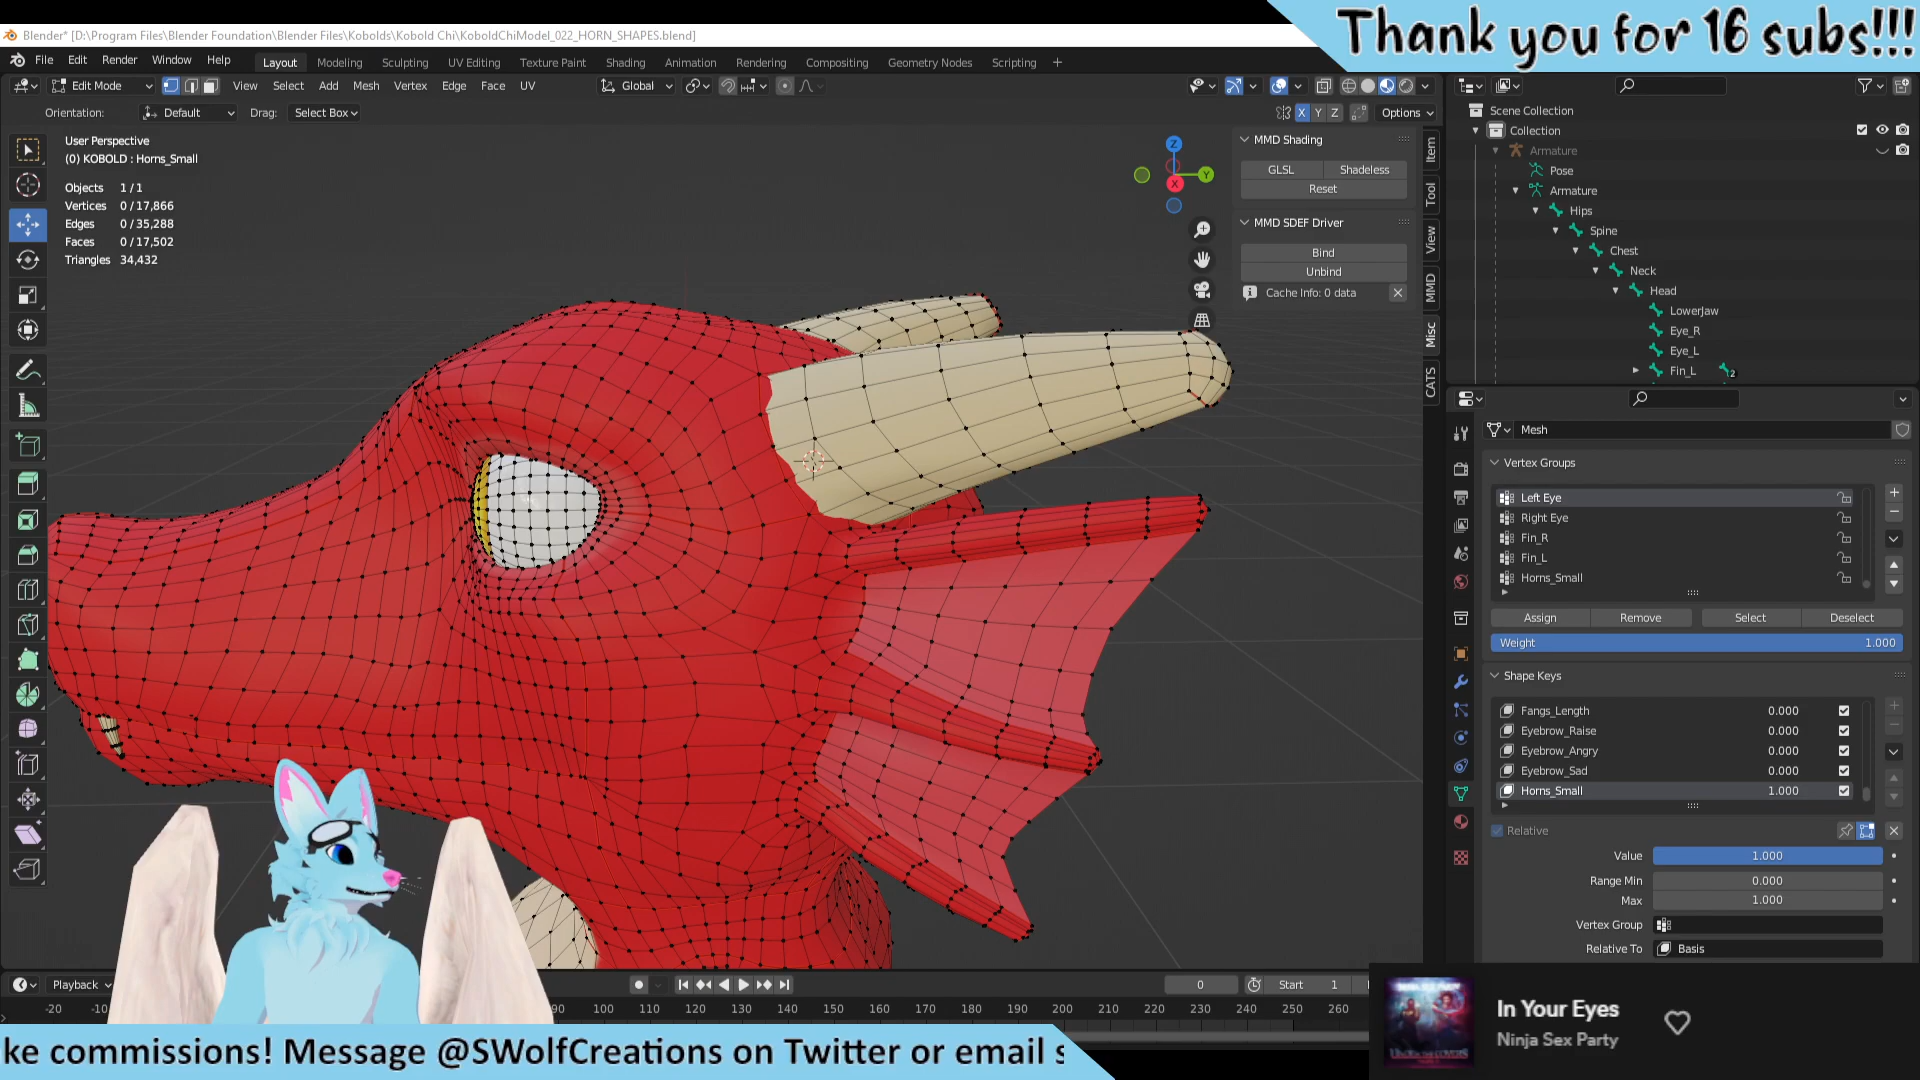 Thank you for 16 subs!!!
Blender* [D:\Program Files\Blender Foundation\Blender Files\Kobolds\Kobold Chi\KoboldChiModel_022_HORN_SHAPES.blend]
File Edit Render Window Help Layout Modeling Sculpting UV Editing Texture Paint Shading Animation Rendering Compositing Geometry Nodes Scripting +
Edit Mode View Select Add Mesh Vertex Edge Face UV Global
Orientation: Default Drag: Select Box X Y Z Options
User Perspective
(0) KOBOLD : Horns_Small
Objects 1 / 1
Vertices 0 / 17,866
Edges 0 / 35,288
Faces 0 / 17,502
Triangles 34,432
Z
X
Y
MMD Shading
GLSL Shadeless
Reset
MMD SDEF Driver
Bind
Unbind
Cache Info: 0 data
Item
Tool
View
MMD
Misc
CATS
Scene Collection
Collection
Armature
Pose
Armature
Hips
Spine
Chest
Neck
Head
LowerJaw
Eye_R
Eye_L
Fin_L 2
Mesh
Vertex Groups
Left Eye
Right Eye
Fin_R
Fin_L
Horns_Small
Assign Remove Select Deselect
Weight 1.000
Shape Keys
Fangs_Length 0.000
Eyebrow_Raise 0.000
Eyebrow_Angry 0.000
Eyebrow_Sad 0.000
Horns_Small 1.000
Relative
Value 1.000
Range Min 0.000
Max 1.000
Vertex Group
Relative To Basis
Playback 0 Start 1
-20 -10 90 100 110 120 130 140 150 160 170 180 190 200 210 220 230 240 250 260
In Your Eyes
Ninja Sex Party
ke commissions! Message @SWolfCreations on Twitter or email s